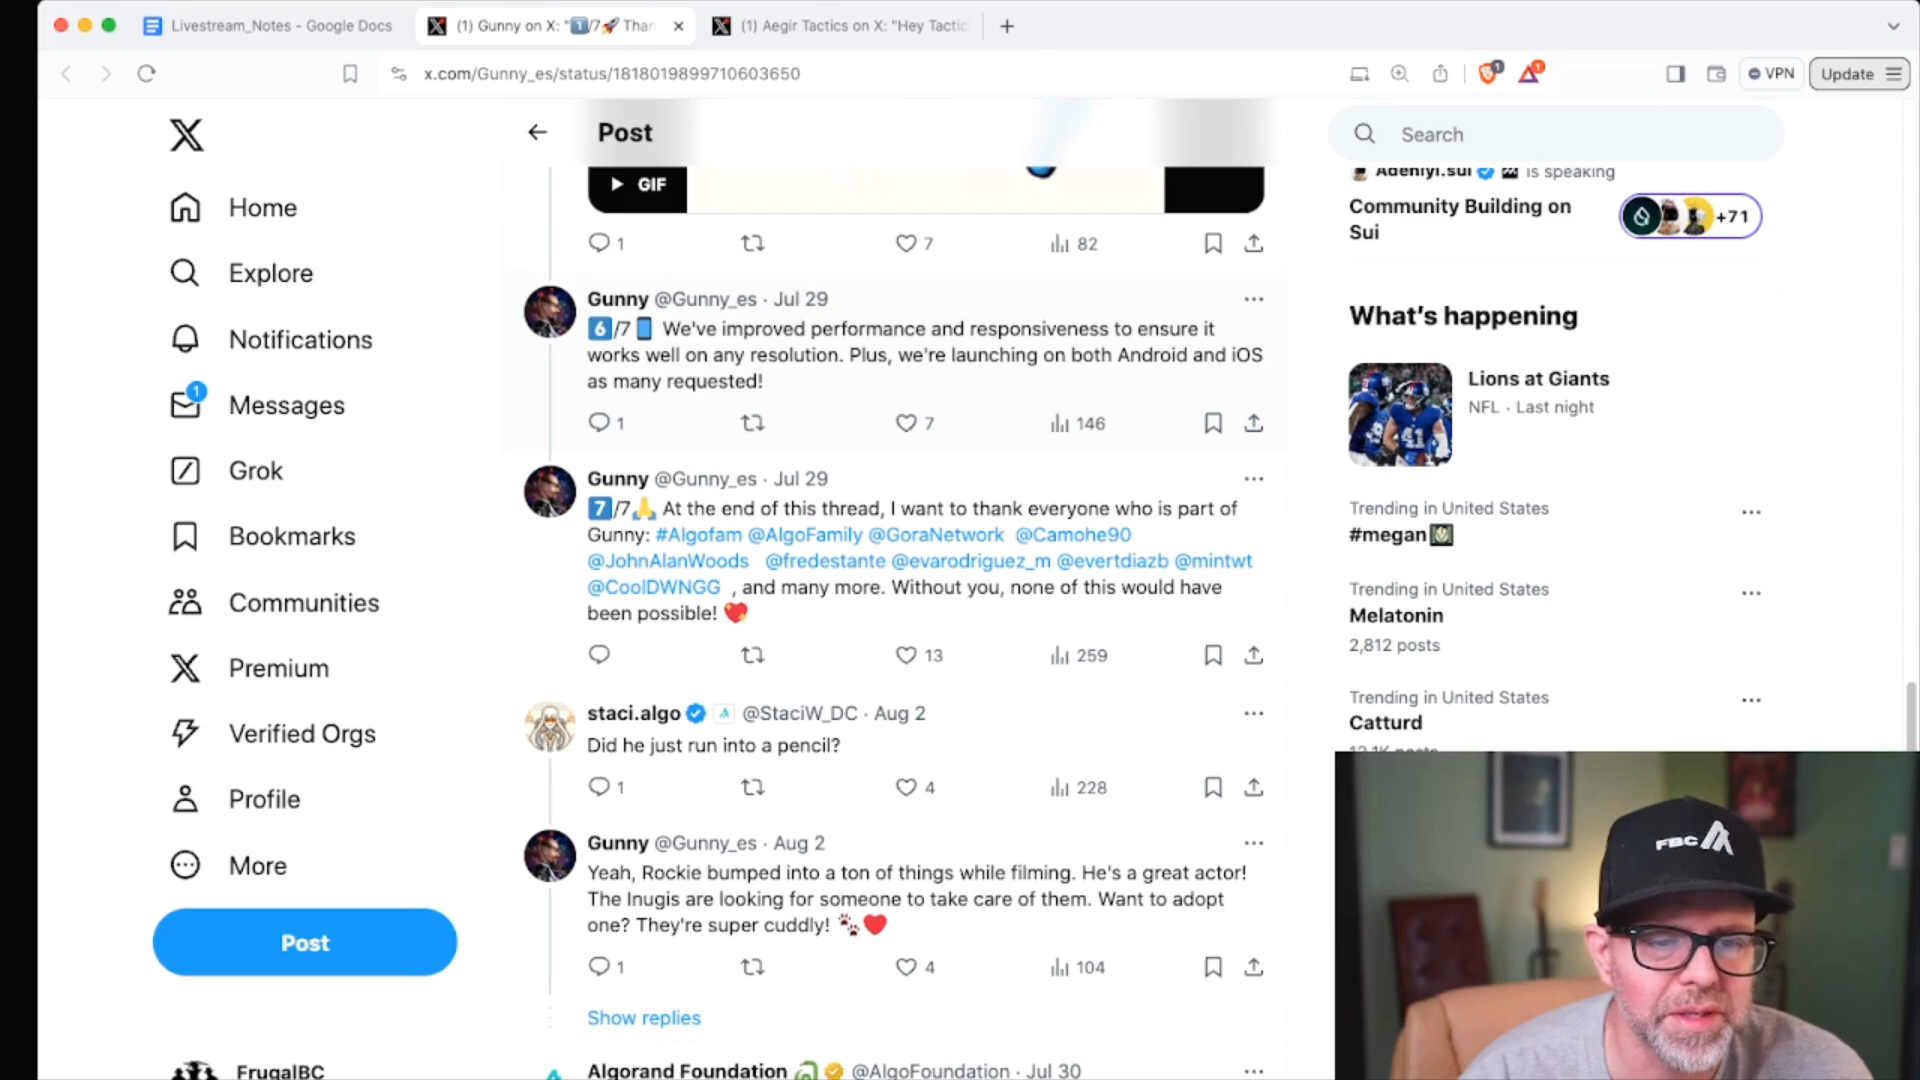 Livestream_Notes - Google Docs
(1) Gunny on X: "1️⃣/7🚀 Than
(1) Aegir Tactics on X: "Hey Tactic
x.com/Gunny_es/status/1818019899710603650
1
1
VPN
Update
Post
Search
GIF
Adeniyi.sui is speaking
Community Building on
Sui
+71
1
7
82
Home
Explore
Notifications
1
Messages
Grok
Bookmarks
Communities
Premium
Verified Orgs
Profile
More
Post
FrugalBC
Gunny @Gunny_es · Jul 29
6️⃣/7📱 We've improved performance and responsiveness to ensure it
works well on any resolution. Plus, we're launching on both Android and iOS
as many requested!
1
7
146
Gunny @Gunny_es · Jul 29
7️⃣/7🙏 At the end of this thread, I want to thank everyone who is part of
Gunny: #Algofam @AlgoFamily @GoraNetwork @Camohe90
@JohnAlanWoods @fredestante @evarodriguez_m @evertdiazb @mintwt
@CoolDWNGG , and many more. Without you, none of this would have
been possible! 💖
13
259
staci.algo @StaciW_DC · Aug 2
Did he just run into a pencil?
1
4
228
Gunny @Gunny_es · Aug 2
Yeah, Rockie bumped into a ton of things while filming. He's a great actor!
The Inugis are looking for someone to take care of them. Want to adopt
one? They're super cuddly! 🐾❤️
1
4
104
Show replies
Algorand Foundation @AlgoFoundation · Jul 30
What's happening
Lions at Giants
NFL · Last night
Trending in United States
#megan
Trending in United States
Melatonin
2,812 posts
Trending in United States
Catturd
12.1K posts
FBC